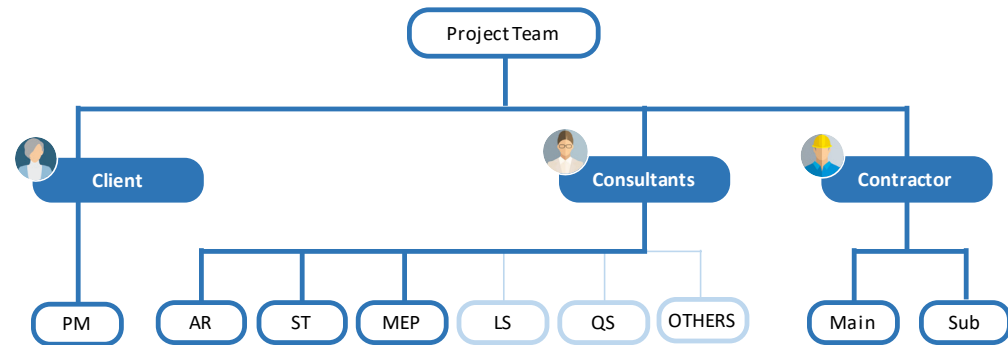 Project Team
Client
Consultants
Contractor
PM
AR
ST
MEP
LS
QS
OTHERS
Main
Sub